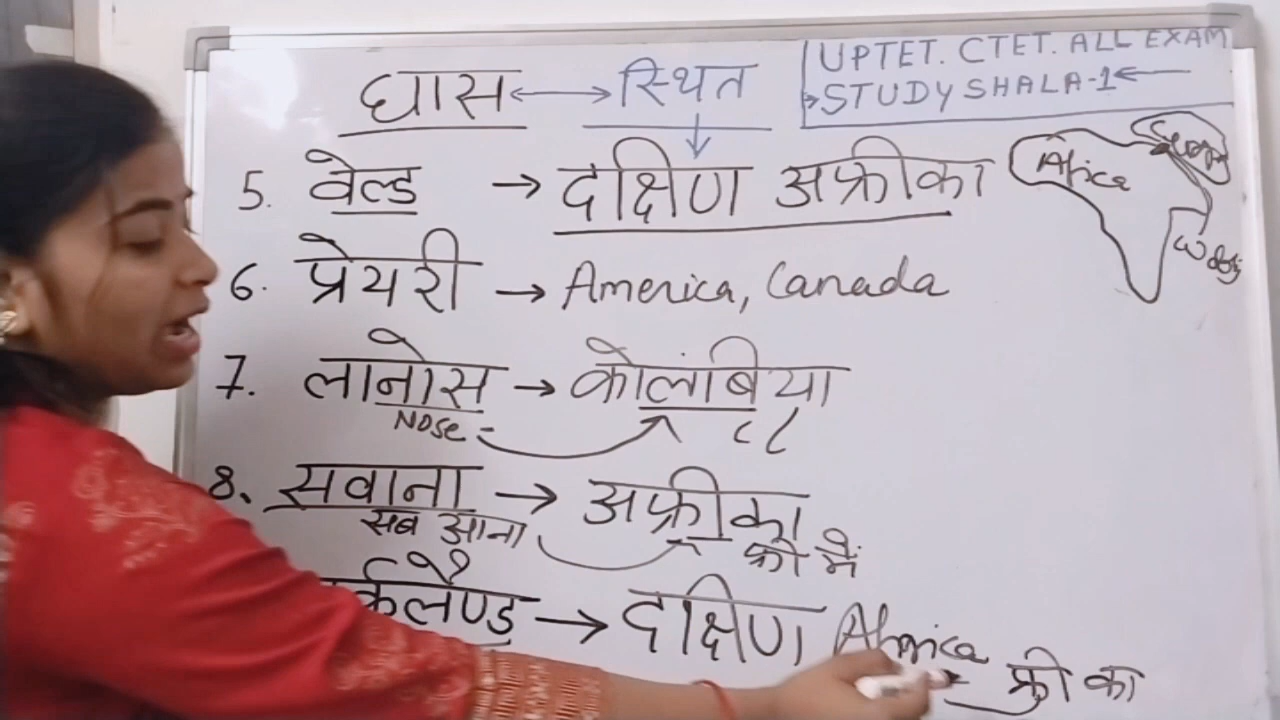 घास ↔ स्थित
UPTET. CTET. ALL EXAM
STUDY SHALA-1 ←
5. वेल्ड → दक्षिण अफ्रीका
Africa
6. प्रेयरी → America, Canada
7. लानोस → कोलंबिया
Nose
8. सवाना → अफ्रीका
सब आना
फ्री में
र्कलैण्ड → दक्षिण Africa
फ्री का